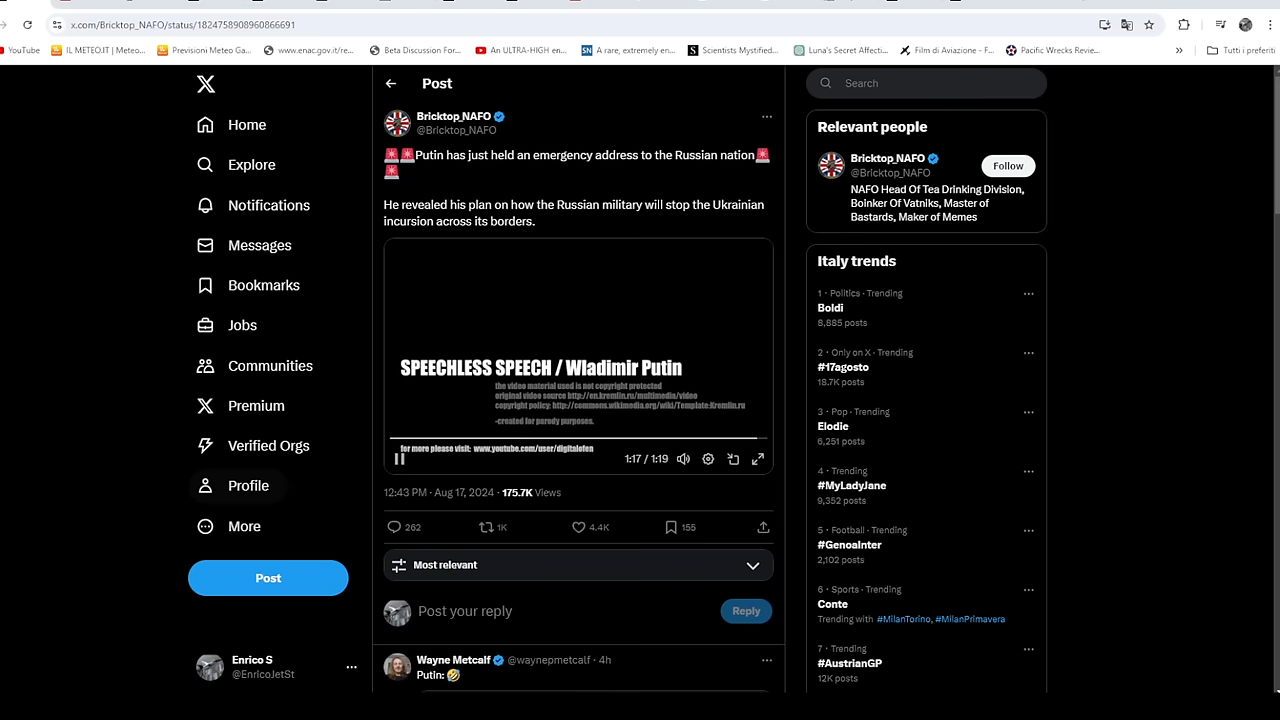 x.com/Bricktop_NAFO/status/1824758908960866691
YouTube
IL METEO.IT | Meteo...
Previsioni Meteo Ga...
www.enac.gov.it/re...
Beta Discussion For...
An ULTRA-HIGH en...
A rare, extremely en...
Scientists Mystified...
Luna's Secret Affecti...
Film di Aviazione - F...
Pacific Wrecks Revie...
»
Tutti i preferiti
Home
Explore
Notifications
Messages
Bookmarks
Jobs
Communities
Premium
Verified Orgs
Profile
More
Post
Enrico S
@EnricoJetSt
Post
Bricktop_NAFO
@Bricktop_NAFO
🚨🚨Putin has just held an emergency address to the Russian nation🚨
🚨
He revealed his plan on how the Russian military will stop the Ukrainian
incursion across its borders.
SPEECHLESS SPEECH / Wladimir Putin
the video material used is not copyright protected
original video source http://en.kremlin.ru/multimedia/video
copyright policy: http://commons.wikimedia.org/wiki/Template:Kremlin.ru
-created for parody purposes.
for more please visit: www.youtube.com/user/digitalofen
1:17 / 1:19
12:43 PM · Aug 17, 2024 · 175.7K Views
262
1K
4.4K
155
Most relevant
Post your reply
Reply
Wayne Metcalf @waynepmetcalf · 4h
Putin: 🤣
Search
Relevant people
Bricktop_NAFO
@Bricktop_NAFO
Follow
NAFO Head Of Tea Drinking Division,
Boinker Of Vatniks, Master of
Bastards, Maker of Memes
Italy trends
1 · Politics · Trending
Boldi
8,885 posts
2 · Only on X · Trending
#17agosto
18.7K posts
3 · Pop · Trending
Elodie
6,251 posts
4 · Trending
#MyLadyJane
9,352 posts
5 · Football · Trending
#GenoaInter
2,102 posts
6 · Sports · Trending
Conte
Trending with #MilanTorino, #MilanPrimavera
7 · Trending
#AustrianGP
12K posts